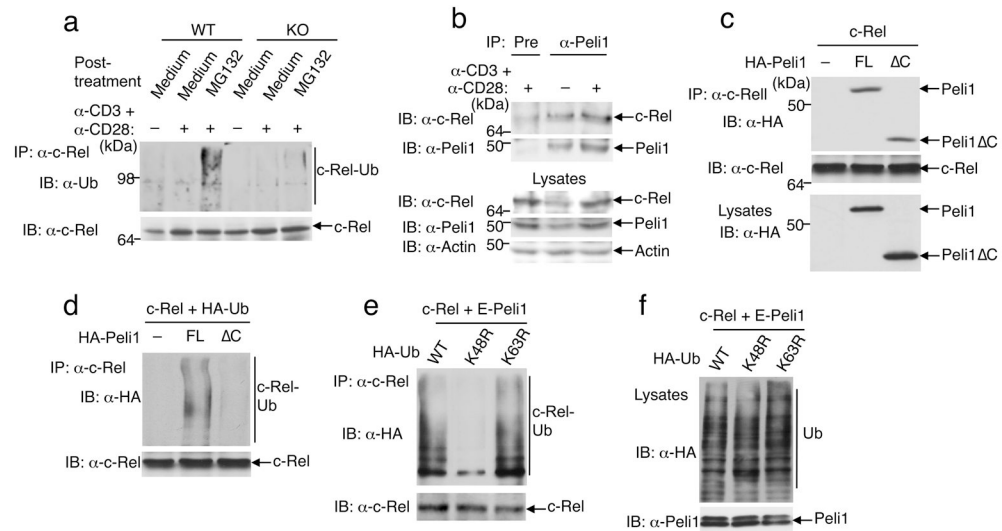 a
WT KO
Post-
treatment
Medium Medium MG132 Medium Medium MG132
α-CD3 +
α-CD28: – + + – + +
(kDa)
IP: α-c-Rel
IB: α-Ub
98
c-Rel-Ub
IB: α-c-Rel
64
c-Rel
b
IP: Pre α-Peli1
α-CD3 +
α-CD28: + – +
(kDa)
IB: α-c-Rel
64
c-Rel
IB: α-Peli1
50
Peli1
Lysates
IB: α-c-Rel
64
c-Rel
IB: α-Peli1
50
Peli1
IB: α-Actin
50
Actin
c
c-Rel
HA-Peli1 – FL ΔC
(kDa)
IP: α-c-Rell
50
IB: α-HA
Peli1
Peli1ΔC
IB: α-c-Rel
64
c-Rel
Lysates
50
IB: α-HA
Peli1
Peli1ΔC
d
c-Rel + HA-Ub
HA-Peli1 – FL ΔC
IP: α-c-Rel
IB: α-HA
c-Rel-
Ub
IB: α-c-Rel
c-Rel
e
c-Rel + E-Peli1
HA-Ub WT K48R K63R
IP: α-c-Rel
IB: α-HA
c-Rel-
Ub
IB: α-c-Rel
c-Rel
f
c-Rel + E-Peli1
HA-Ub WT K48R K63R
Lysates
IB: α-HA
Ub
IB: α-Peli1
Peli1